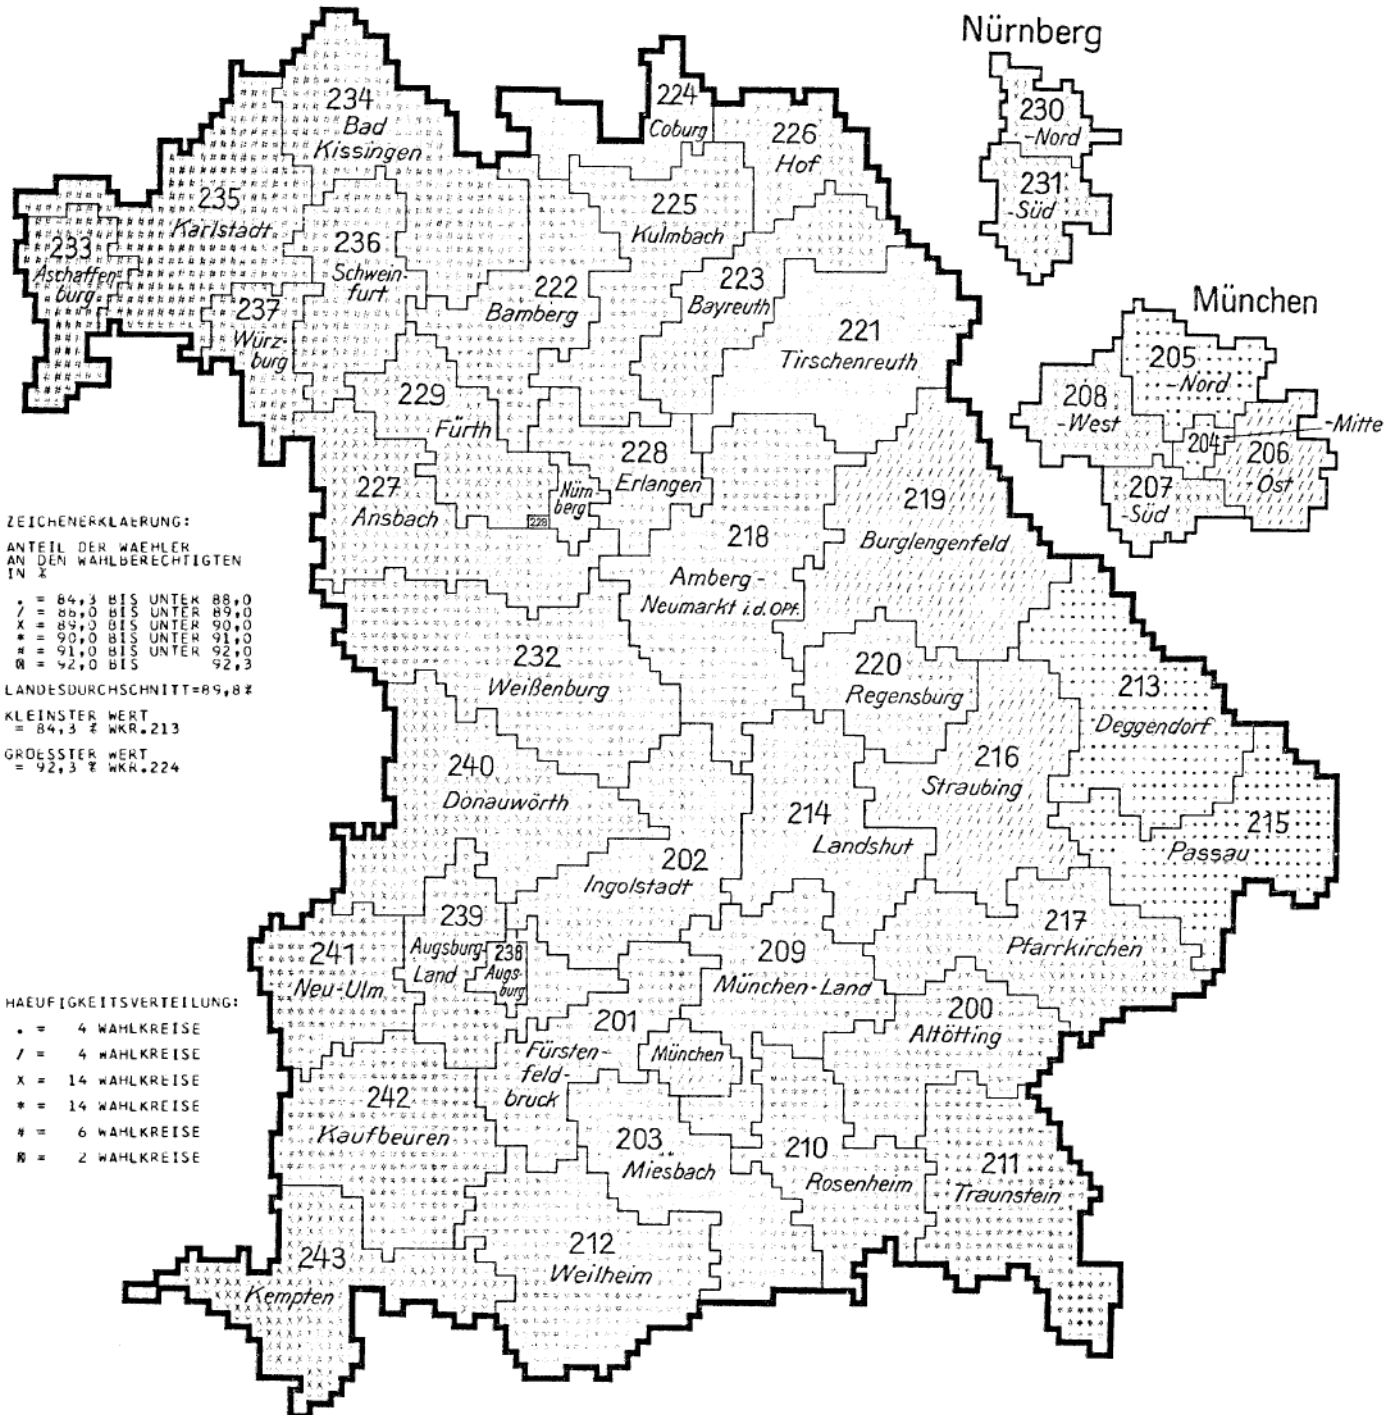 Nürnberg
234
Bad
Kissingen
224
Coburg
226
Hof
230
-Nord
231
-Süd
235
Karlstadt
225
Kulmbach
233
Aschaffen-
burg
236
Schwein-
furt
223
Bayreuth
222
Bamberg
237
Würz-
burg
221
Tirschenreuth
München
205
-Nord
208
-West
204
-Mitte
206
Ost
207
-Süd
229
Fürth
228
Erlangen
227
Ansbach
Nürn-
berg
228
219
Burglengenfeld
218
Amberg-
Neumarkt i.d.OPf.
ZEICHENERKLAERUNG:
ANTEIL DER WAEHLER
AN DEN WAHLBERECHTIGTEN
IN %
. = 84,3 BIS UNTER 88,0
/ = 88,0 BIS UNTER 89,0
X = 89,0 BIS UNTER 90,0
* = 90,0 BIS UNTER 91,0
# = 91,0 BIS UNTER 92,0
= 92,0 BIS 92,3
LANDESDURCHSCHNITT=89,8%
KLEINSTER WERT
= 84,3 % WKR.213
GROESSTER WERT
= 92,3 % WKR.224
232
Weißenburg
220
Regensburg
213
Deggendorf
240
Donauwörth
216
Straubing
214
Landshut
215
Passau
202
Ingolstadt
239
Augsburg-
Land
238
Augs-
burg
241
Neu-Ulm
209
München-Land
217
Pfarrkirchen
200
Altötting
201
Fürsten-
feld-
bruck
München
HAEUFIGKEITSVERTEILUNG:
. = 4 WAHLKREISE
/ = 4 WAHLKREISE
X = 14 WAHLKREISE
* = 14 WAHLKREISE
# = 6 WAHLKREISE
= 2 WAHLKREISE
242
Kaufbeuren
203
Miesbach
210
Rosenheim
211
Traunstein
243
Kempten
212
Weilheim